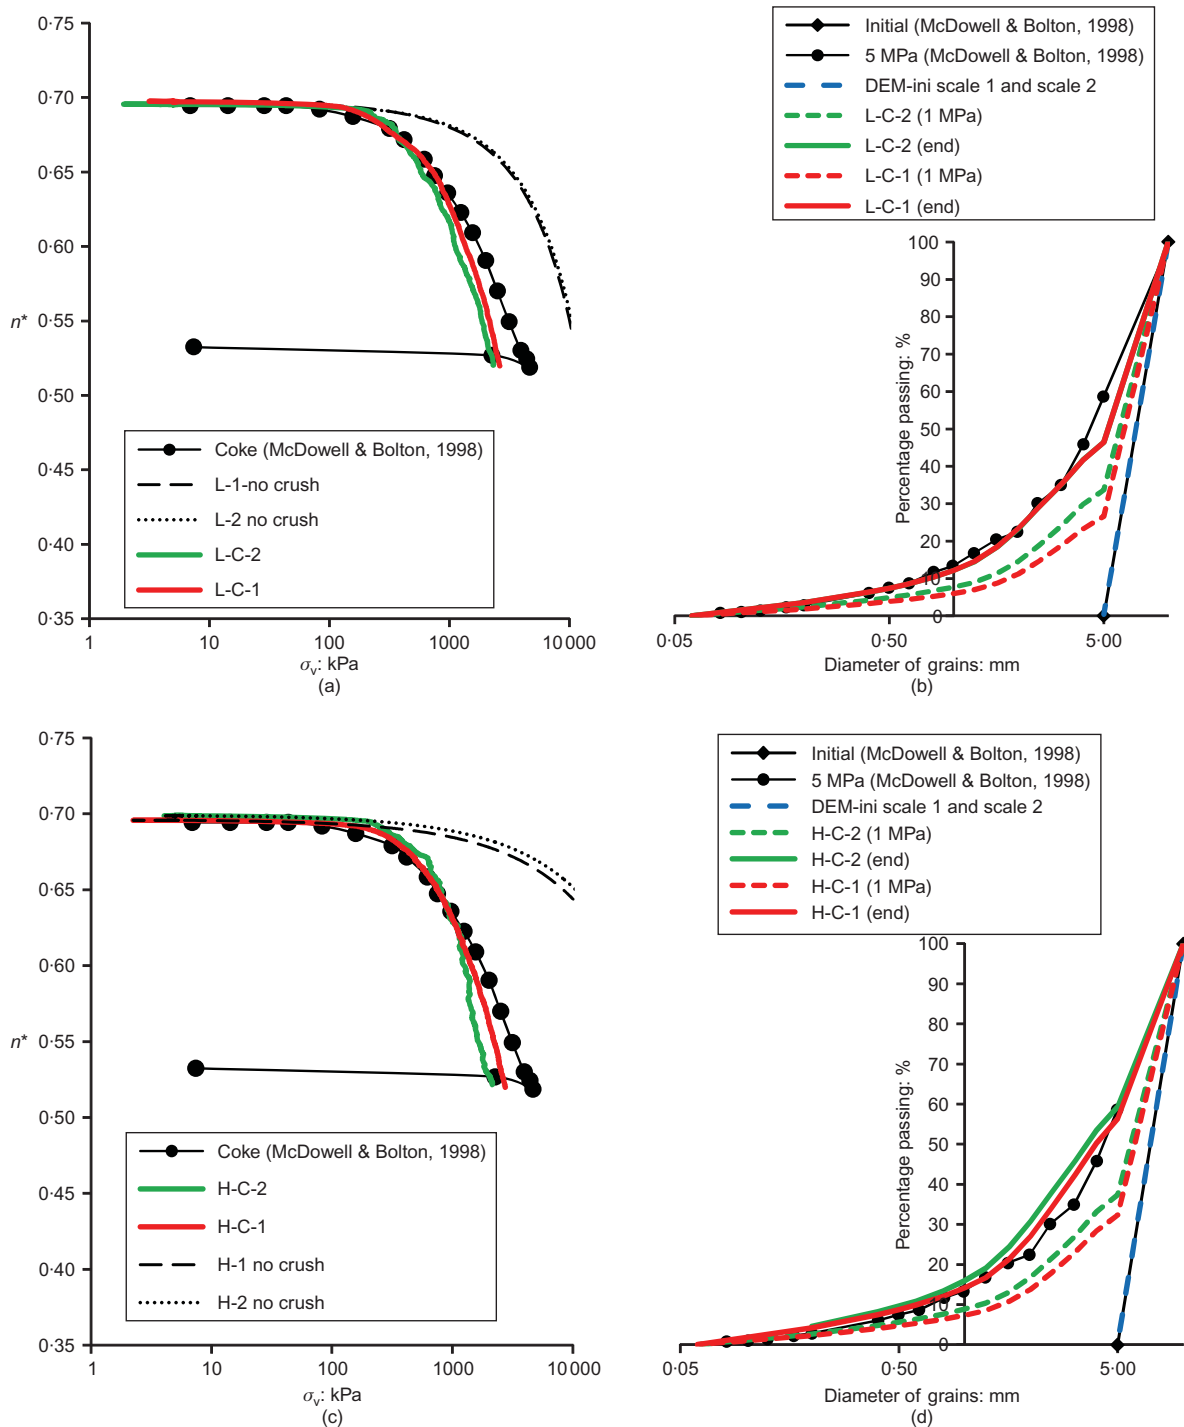 0·75
0·70
0·65
0·60
n* 0·55
0·50
0·45
0·40
0·35
1 10 100 1000 10 000
σv: kPa
(a)
Coke (McDowell & Bolton, 1998)
L-1-no crush
L-2 no crush
L-C-2
L-C-1
Initial (McDowell & Bolton, 1998)
5 MPa (McDowell & Bolton, 1998)
DEM-ini scale 1 and scale 2
L-C-2 (1 MPa)
L-C-2 (end)
L-C-1 (1 MPa)
L-C-1 (end)
Percentage passing: %
100
90
80
70
60
50
40
30
20
10
0
0·05 0·50 5·00
Diameter of grains: mm
(b)
0·75
0·70
0·65
0·60
n* 0·55
0·50
0·45
0·40
0·35
1 10 100 1000 10 000
σv: kPa
(c)
Coke (McDowell & Bolton, 1998)
H-C-2
H-C-1
H-1 no crush
H-2 no crush
Initial (McDowell & Bolton, 1998)
5 MPa (McDowell & Bolton, 1998)
DEM-ini scale 1 and scale 2
H-C-2 (1 MPa)
H-C-2 (end)
H-C-1 (1 MPa)
H-C-1 (end)
Percentage passing: %
100
90
80
70
60
50
40
30
20
10
0
0·05 0·50 5·00
Diameter of grains: mm
(d)